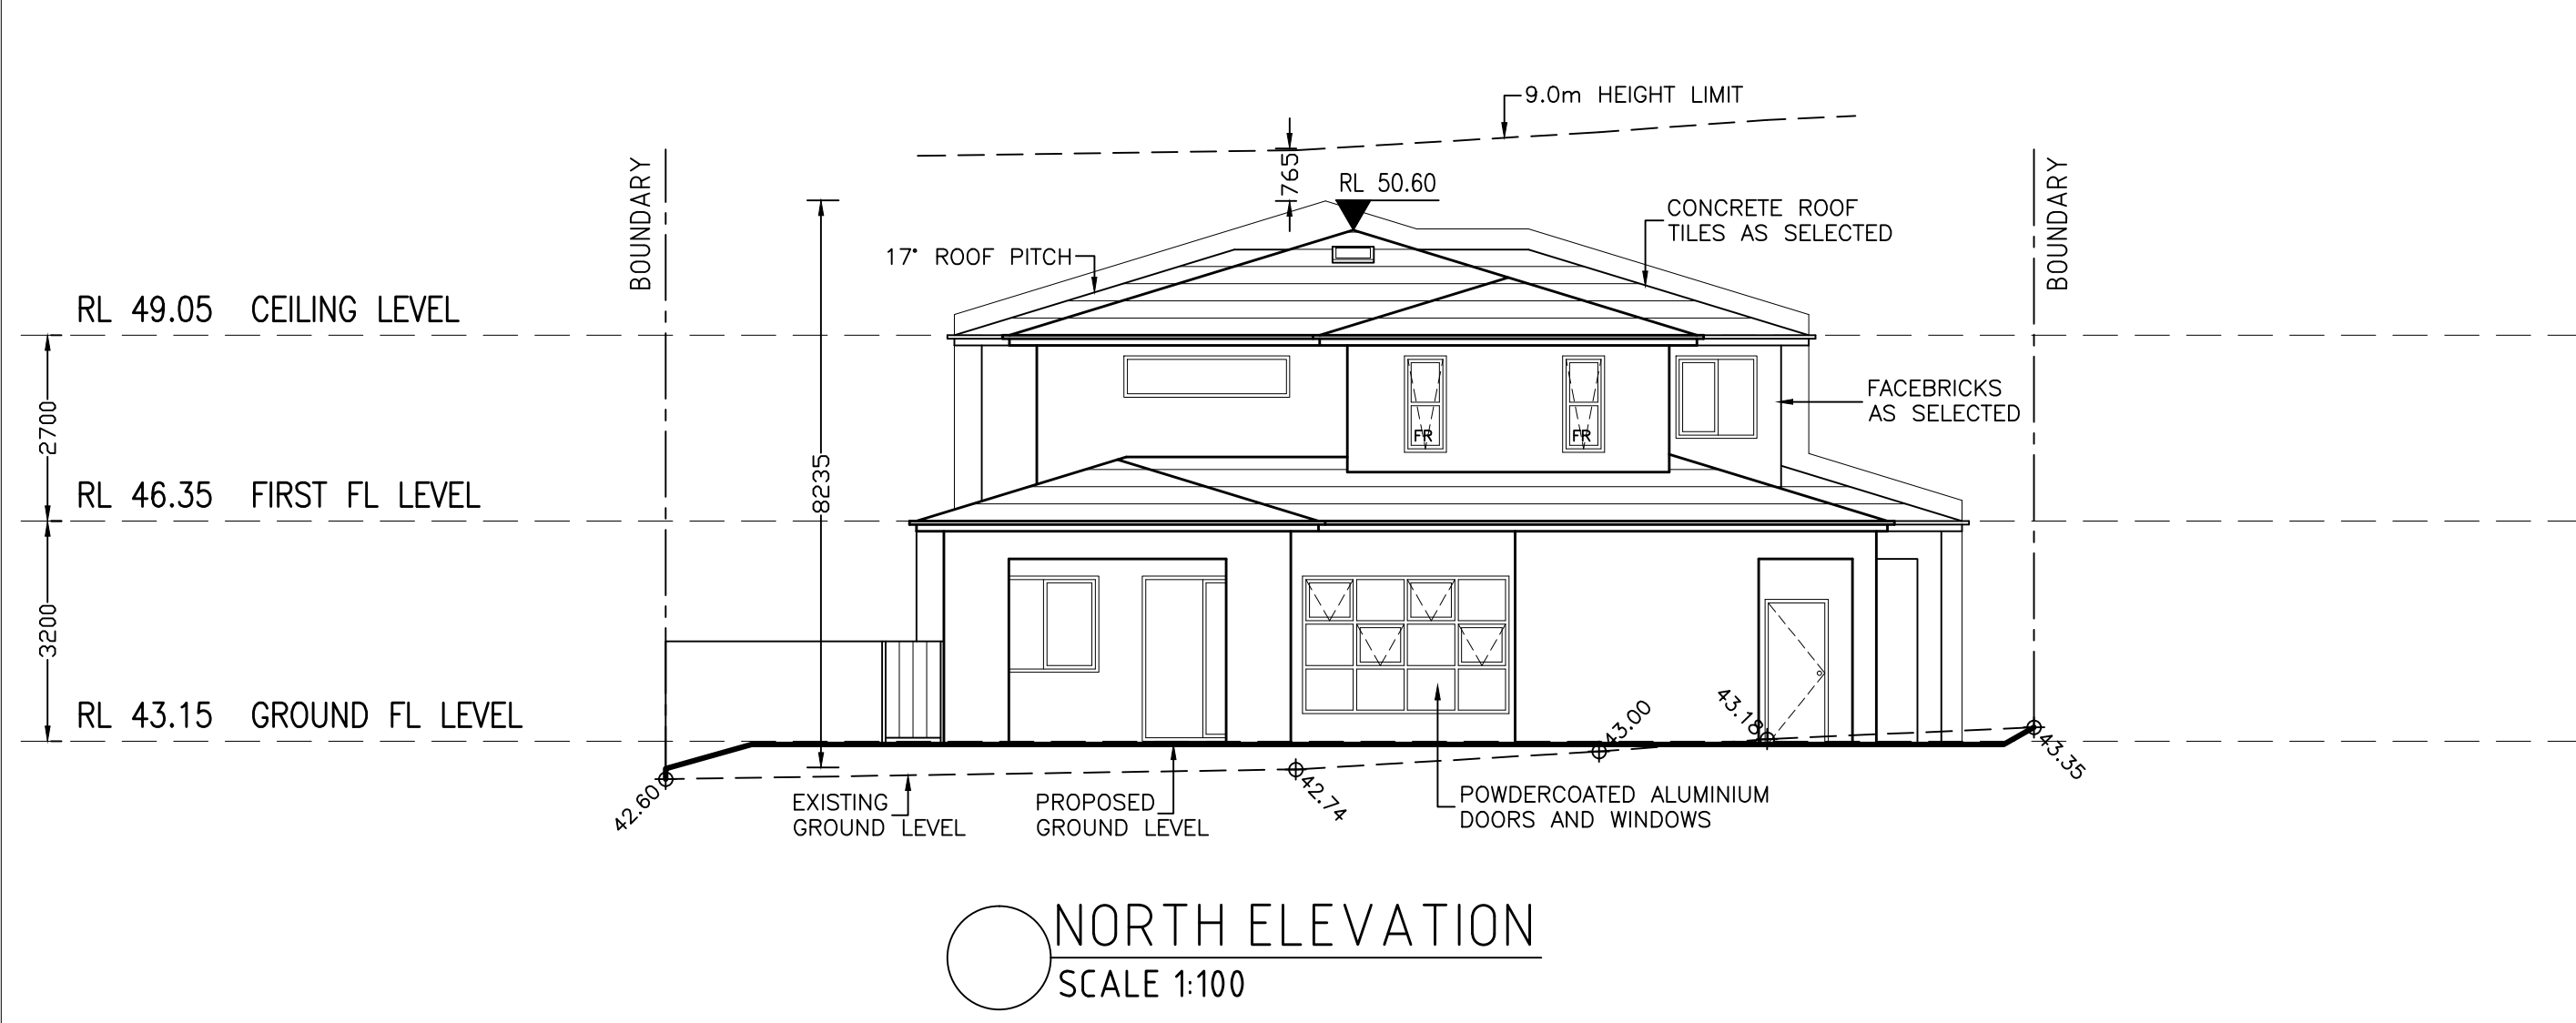 9.0m HEIGHT LIMIT
BOUNDARY
765
RL 50.60
CONCRETE ROOF
TILES AS SELECTED
BOUNDARY
17° ROOF PITCH
RL 49.05 CEILING LEVEL
2700
FACEBRICKS
AS SELECTED
FR
FR
8235
RL 46.35 FIRST FL LEVEL
3200
RL 43.15 GROUND FL LEVEL
43.00
43.18
43.35
42.60
42.74
EXISTING
GROUND LEVEL
PROPOSED
GROUND LEVEL
POWDERCOATED ALUMINIUM
DOORS AND WINDOWS
NORTH ELEVATION
SCALE 1:100